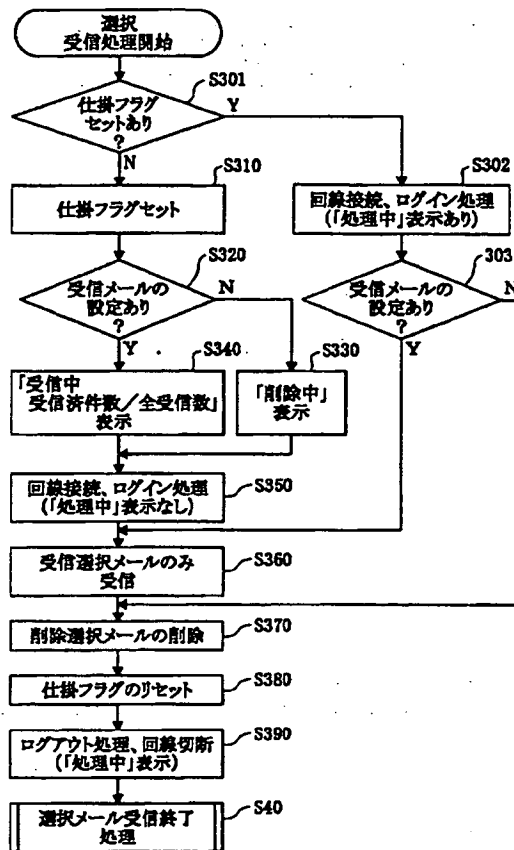 選択
受信処理開始
S301
仕掛フラグ
セットあり
?
Y
N
S310
仕掛フラグセット
S302
回線接続、ログイン処理
(「処理中」表示あり)
S320
受信メールの
設定あり
?
N
Y
303
受信メールの
設定あり
?
N
Y
S340
「受信中
受信済件数/全受信数」
表示
S330
「削除中」
表示
S350
回線接続、ログイン処理
(「処理中」表示なし)
S360
受信選択メールのみ
受信
S370
削除選択メールの削除
S380
仕掛フラグのリセット
S390
ログアウト処理、回線切断
(「処理中」表示)
S40
選択メール受信終了
処理